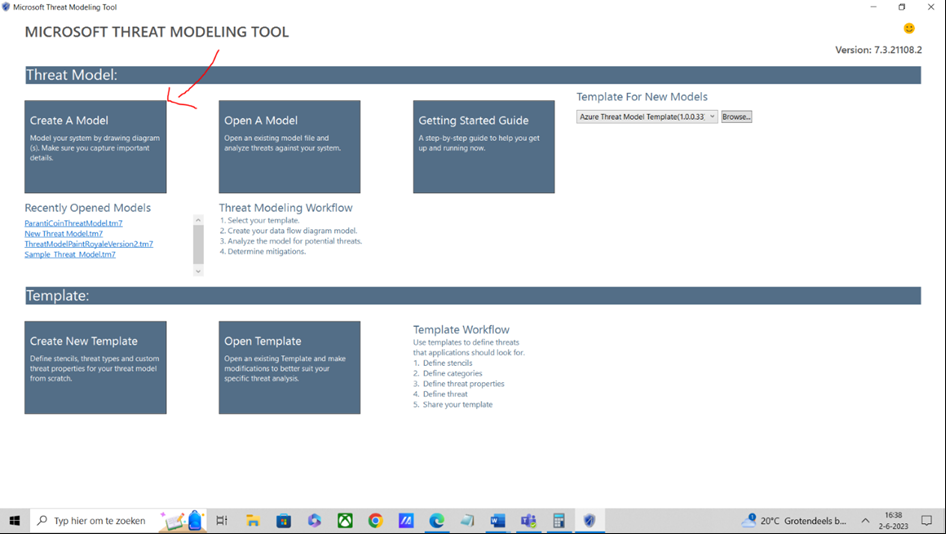 Microsoft Threat Modeling Tool
MICROSOFT THREAT MODELING TOOL
Version: 7.3.21108.2
Threat Model:
Create A Model
Model your system by drawing diagram
(s). Make sure you capture important
details.
Open A Model
Open an existing model file and
analyze threats against your system.
Getting Started Guide
A step-by-step guide to help you get
up and running now.
Template For New Models
Azure Threat Model Template(1.0.0.33)
Browse...
Recently Opened Models
ParantiCoinThreatModel.tm7
New Threat Model.tm7
ThreatModelPaintRoyaleVersion2.tm7
Sample_Threat_Model.tm7
Threat Modeling Workflow
1. Select your template.
2. Create your data flow diagram model.
3. Analyze the model for potential threats.
4. Determine mitigations.
Template:
Create New Template
Define stencils, threat types and custom
threat properties for your threat model
from scratch.
Open Template
Open an existing Template and make
modifications to better suit your
specific threat analysis.
Template Workflow
Use templates to define threats
that applications should look for.
1. Define stencils
2. Define categories
3. Define threat properties
4. Define threat
5. Share your template
Typ hier om te zoeken
20°C Grotendeels b...
16:38
2-6-2023